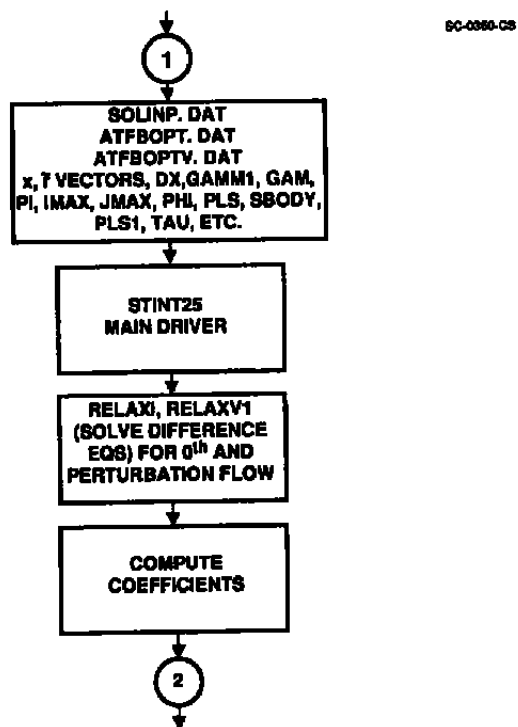 SC-0360-CS
1
SOLINP. DAT
ATFBOPT. DAT
ATFBOPTV. DAT
x, r̃ VECTORS, DX,GAMM1, GAM,
PI, IMAX, JMAX, PHI, PLS, SBODY,
PLS1, TAU, ETC.
STINT25
MAIN DRIVER
RELAXI, RELAXV1
(SOLVE DIFFERENCE
EQS) FOR 0th AND
PERTURBATION FLOW
COMPUTE
COEFFICIENTS
2